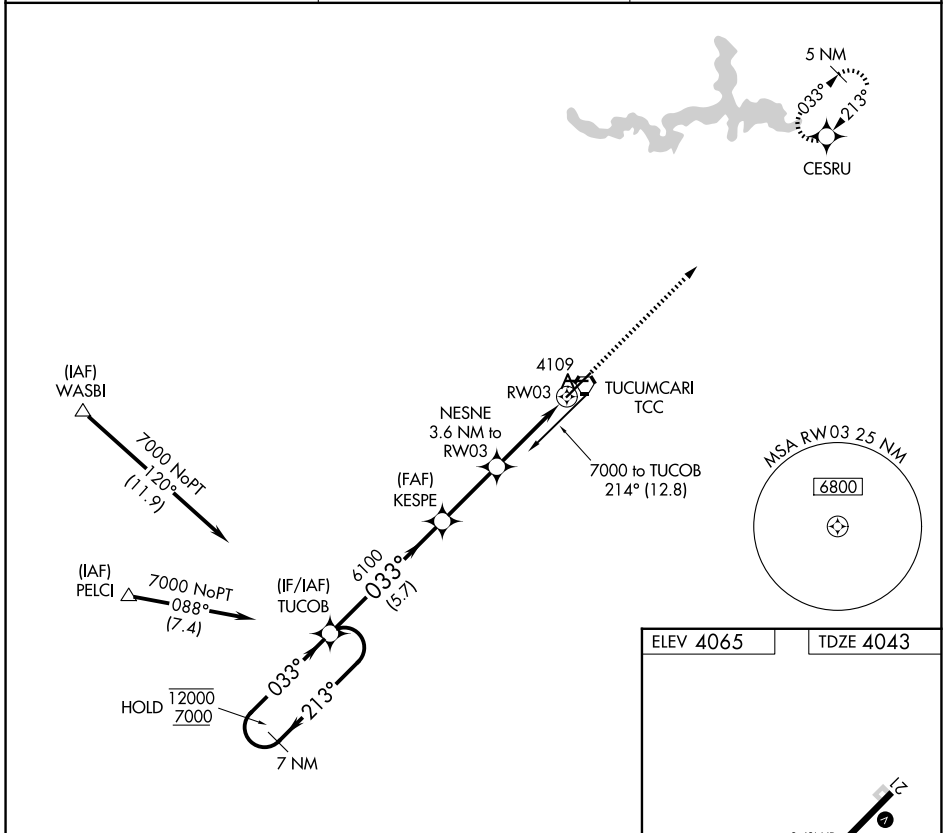 5 NM
033°
213°
CESRU
(IAF)
WASBI
7000 NoPT
120°
(11.9)
4109
RW03
TUCUMCARI
TCC
NESNE
3.6 NM to
RW03
7000 to TUCOB
214° (12.8)
MSA RW03 25 NM
6800
(FAF)
KESPE
(IAF)
PELCI
7000 NoPT
088°
(7.4)
(IF/IAF)
TUCOB
6100
033°
(5.7)
033°
213°
HOLD
12000
7000
7 NM
ELEV 4065
TDZE 4043
21
V